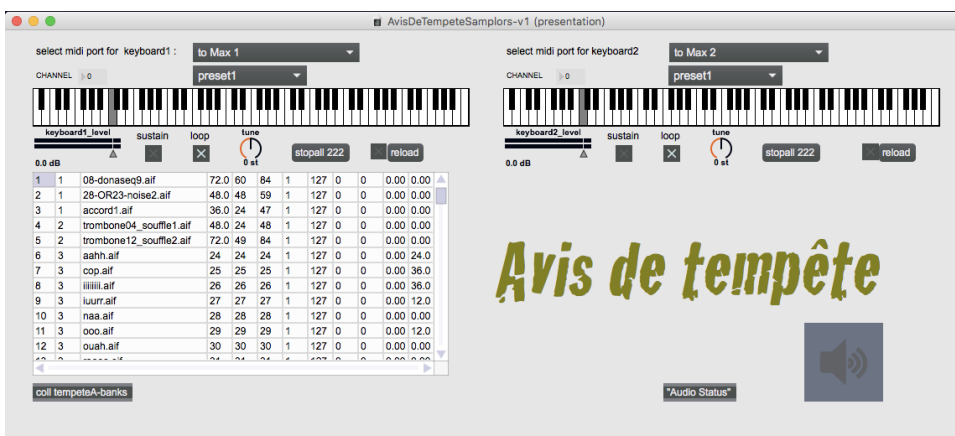 AvisDeTempeteSamplors-v1 (presentation)
select midi port for keyboard1 : to Max 1
CHANNEL 0 preset1
keyboard1_level sustain loop tune
0.0 dB 0 st stopall 222 reload
select midi port for keyboard2 to Max 2
CHANNEL 0 preset1
keyboard2_level sustain loop tune
0.0 dB 0 st stopall 222 reload
1 1 08-donaseq9.aif 72.0 60 84 1 127 0 0 0.00 0.00
2 1 28-OR23-noise2.aif 48.0 48 59 1 127 0 0 0.00 0.00
3 1 accord1.aif 36.0 24 47 1 127 0 0 0.00 0.00
4 2 trombone04_souffle1.aif 48.0 24 48 1 127 0 0 0.00 0.00
5 2 trombone12_souffle2.aif 72.0 49 84 1 127 0 0 0.00 0.00
6 3 aahh.aif 24 24 24 1 127 0 0 0.00 24.0
7 3 cop.aif 25 25 25 1 127 0 0 0.00 36.0
8 3 iiiiiiii.aif 26 26 26 1 127 0 0 0.00 36.0
9 3 iuurr.aif 27 27 27 1 127 0 0 0.00 12.0
10 3 naa.aif 28 28 28 1 127 0 0 0.00 0.00
11 3 ooo.aif 29 29 29 1 127 0 0 0.00 12.0
12 3 ouah.aif 30 30 30 1 127 0 0 0.00 0.00
Avis de tempête
coll tempeteA-banks
"Audio Status"